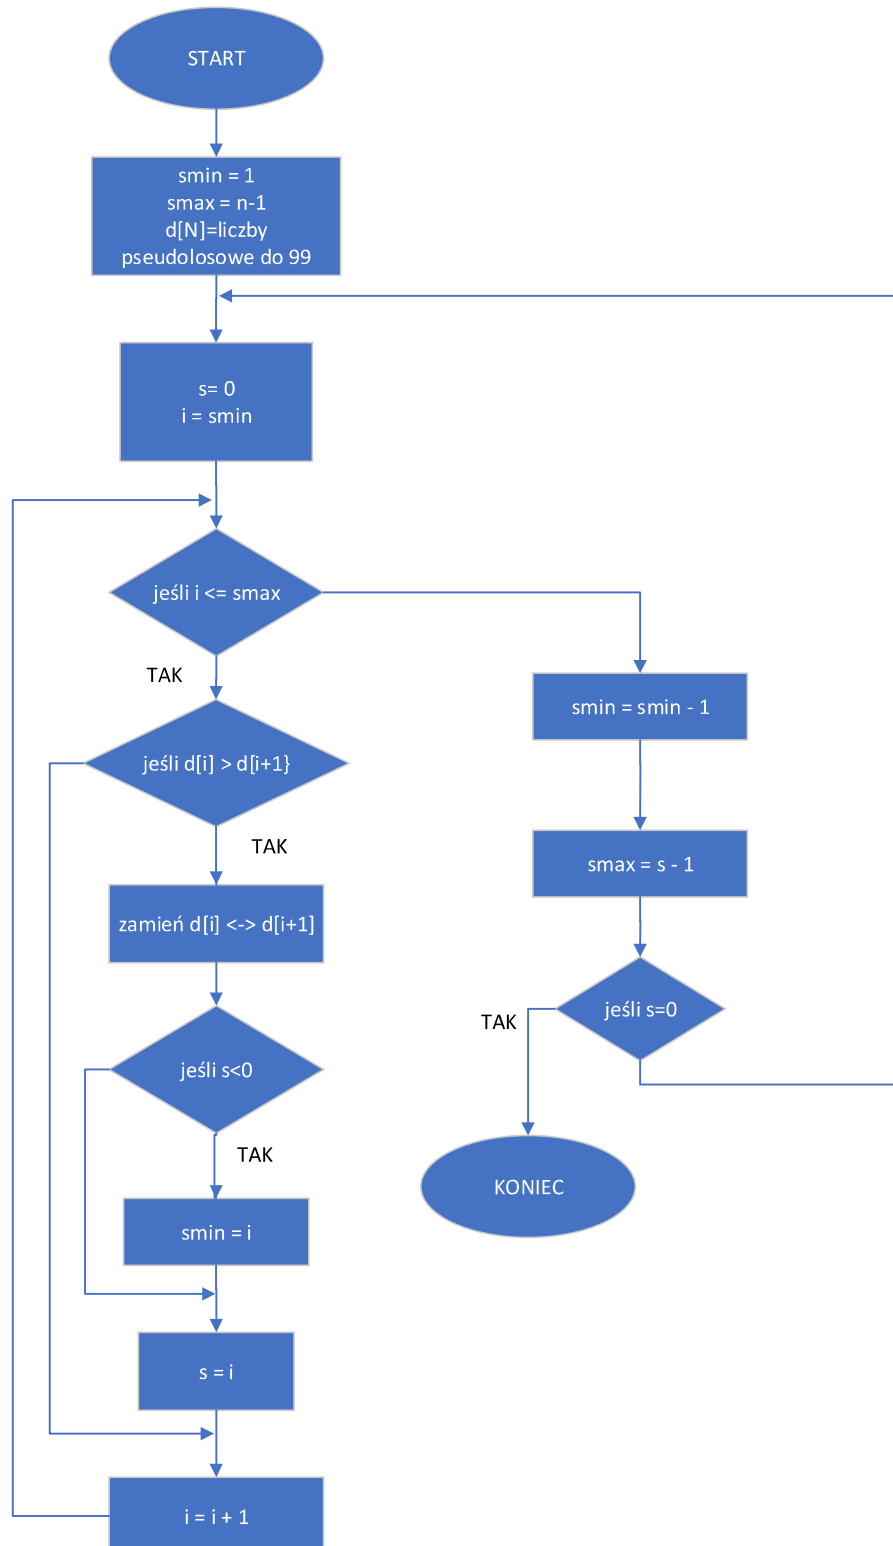 START
smin = 1
smax = n-1
d[N]=liczby
pseudolosowe do 99
s= 0
i = smin
jeśli i <= smax
TAK
jeśli d[i] > d[i+1}
TAK
zamień d[i] <-> d[i+1]
jeśli s<0
TAK
smin = i
s = i
i = i + 1
smin = smin - 1
smax = s - 1
jeśli s=0
TAK
KONIEC